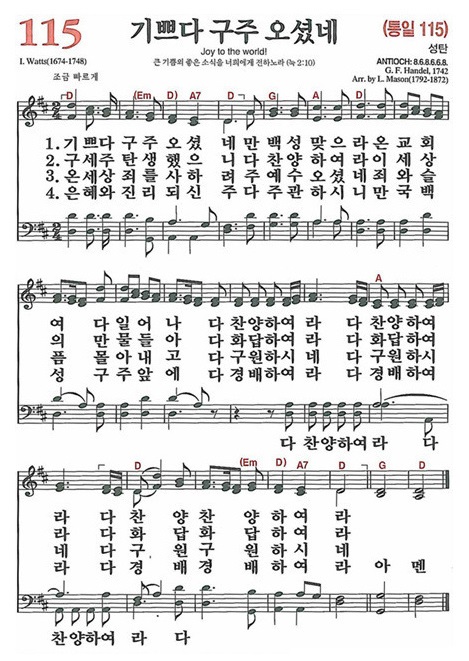 115 기쁘다 구주 오셨네 (통일 115)
Joy to the world! 성탄
I. Watts(1674-1748) 큰 기쁨의 좋은 소식을 너희에게 전하노라 (눅 2:10) ANTIOCH: 8.6.8.6.6.8.
G. F. Handel, 1742
조금 빠르게 Arr. by L. Mason(1792-1872)
D (Em D) A7 D G A D
1. 기 쁘 다 구 주 오 셨 네 만 백 성 맞 으 라 온 교 회
2. 구 세 주 탄 생 했 으 니 다 찬 양 하 여 라 이 세 상
3. 온 세 상 죄 를 사 하 려 주 예 수 오 셨 네 죄 와 슬
4. 은 혜 와 진 리 되 신 주 다 주 관 하 시 니 만 국 백
A
여 다 일 어 나 다 찬 양 하 여 라 다 찬 양 하 여
의 만 물 들 아 다 화 답 하 여 라 다 화 답 하 여
픔 몰 아 내 고 다 구 원 하 시 네 다 구 원 하 시
성 구 주 앞 에 다 경 배 하 여 라 다 경 배 하 여
다 찬 양 하 여 라 다
D (Em D) A7 D G D
라 다 찬 양 찬 양 하 여 라
라 다 화 답 화 답 하 여 라
네 다 구 원 구 원 하 시 네
라 다 경 배 경 배 하 여 라 아 멘
찬 양 하 여 라 다